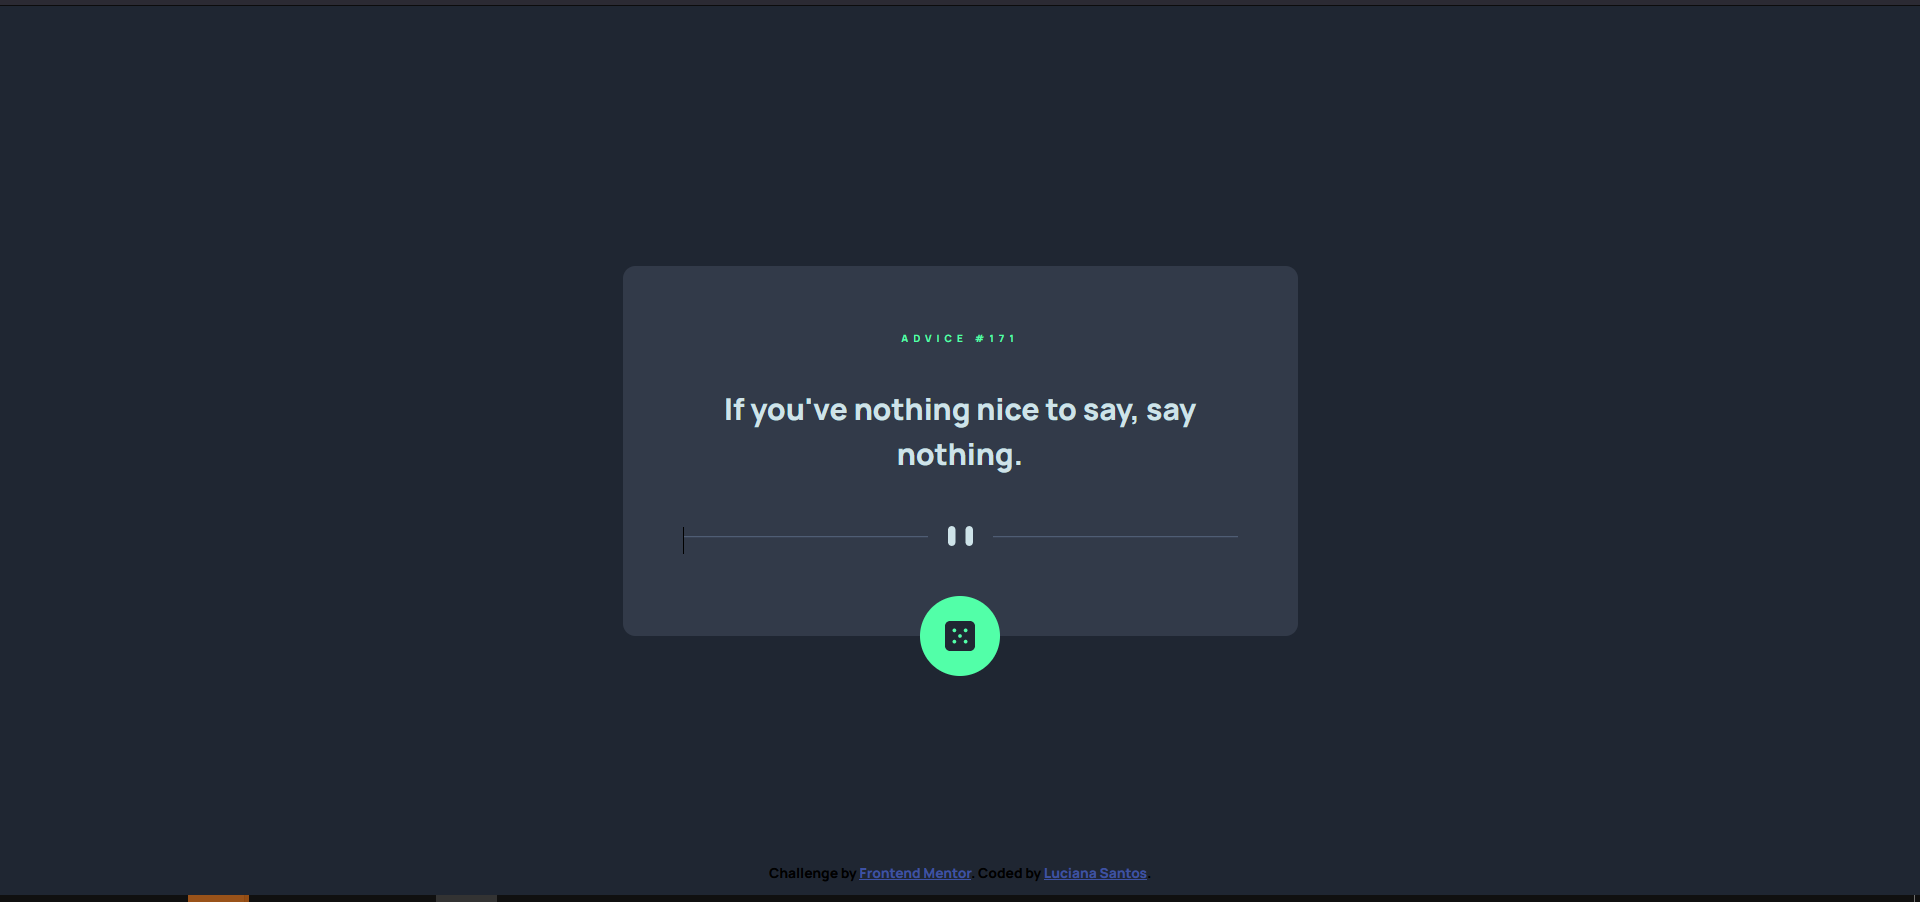 ADVICE #171
If you've nothing nice to say, say
nothing.
Challenge by Frontend Mentor. Coded by Luciana Santos.